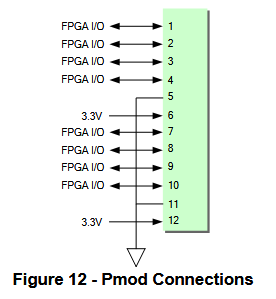 FPGA I/O 1
FPGA I/O 2
FPGA I/O 3
FPGA I/O 4
5
3.3V 6
FPGA I/O 7
FPGA I/O 8
FPGA I/O 9
FPGA I/O 10
11
3.3V 12
Figure 12 - Pmod Connections